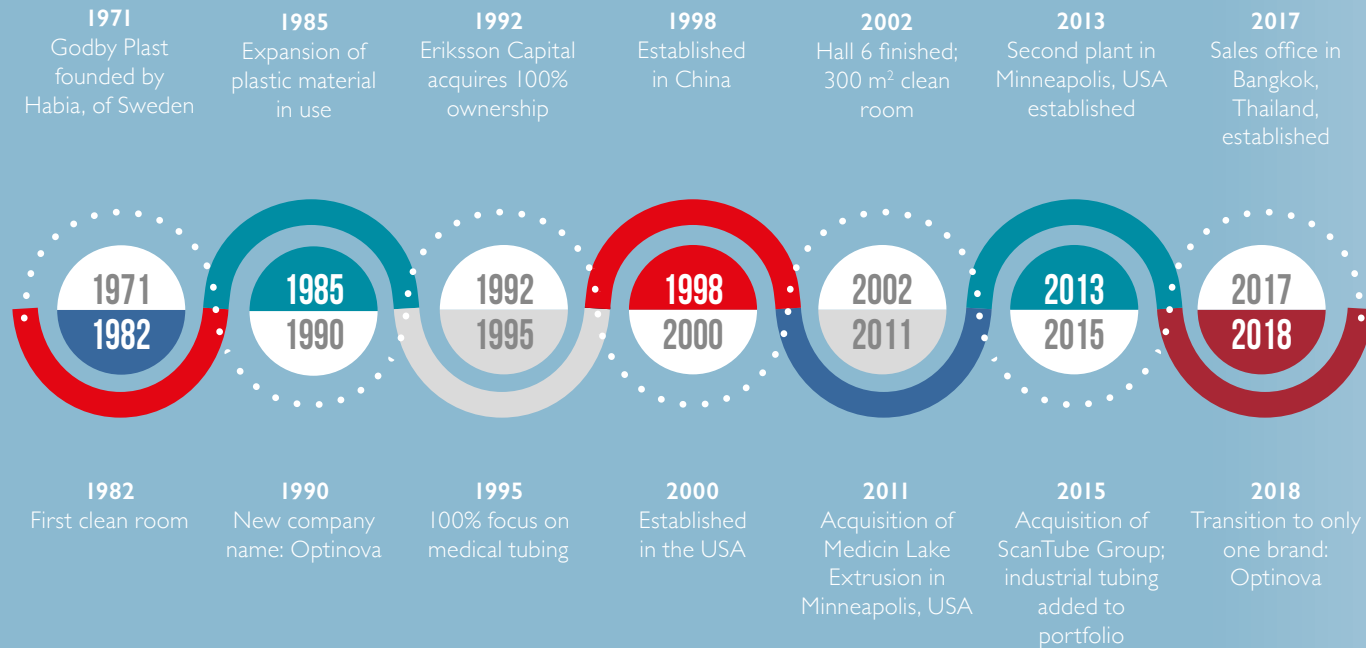 1971
Godby Plast
founded by
Habia, of Sweden
1985
Expansion of
plastic material
in use
1992
Eriksson Capital
acquires 100%
ownership
1998
Established
in China
2002
Hall 6 finished;
300 m² clean
room
2013
Second plant in
Minneapolis, USA
established
2017
Sales office in
Bangkok,
Thailand,
established
1971
1982
1985
1990
1992
1995
1998
2000
2002
2011
2013
2015
2017
2018
1982
First clean room
1990
New company
name: Optinova
1995
100% focus on
medical tubing
2000
Established
in the USA
2011
Acquisition of
Medicin Lake
Extrusion in
Minneapolis, USA
2015
Acquisition of
ScanTube Group;
industrial tubing
added to
portfolio
2018
Transition to only
one brand:
Optinova